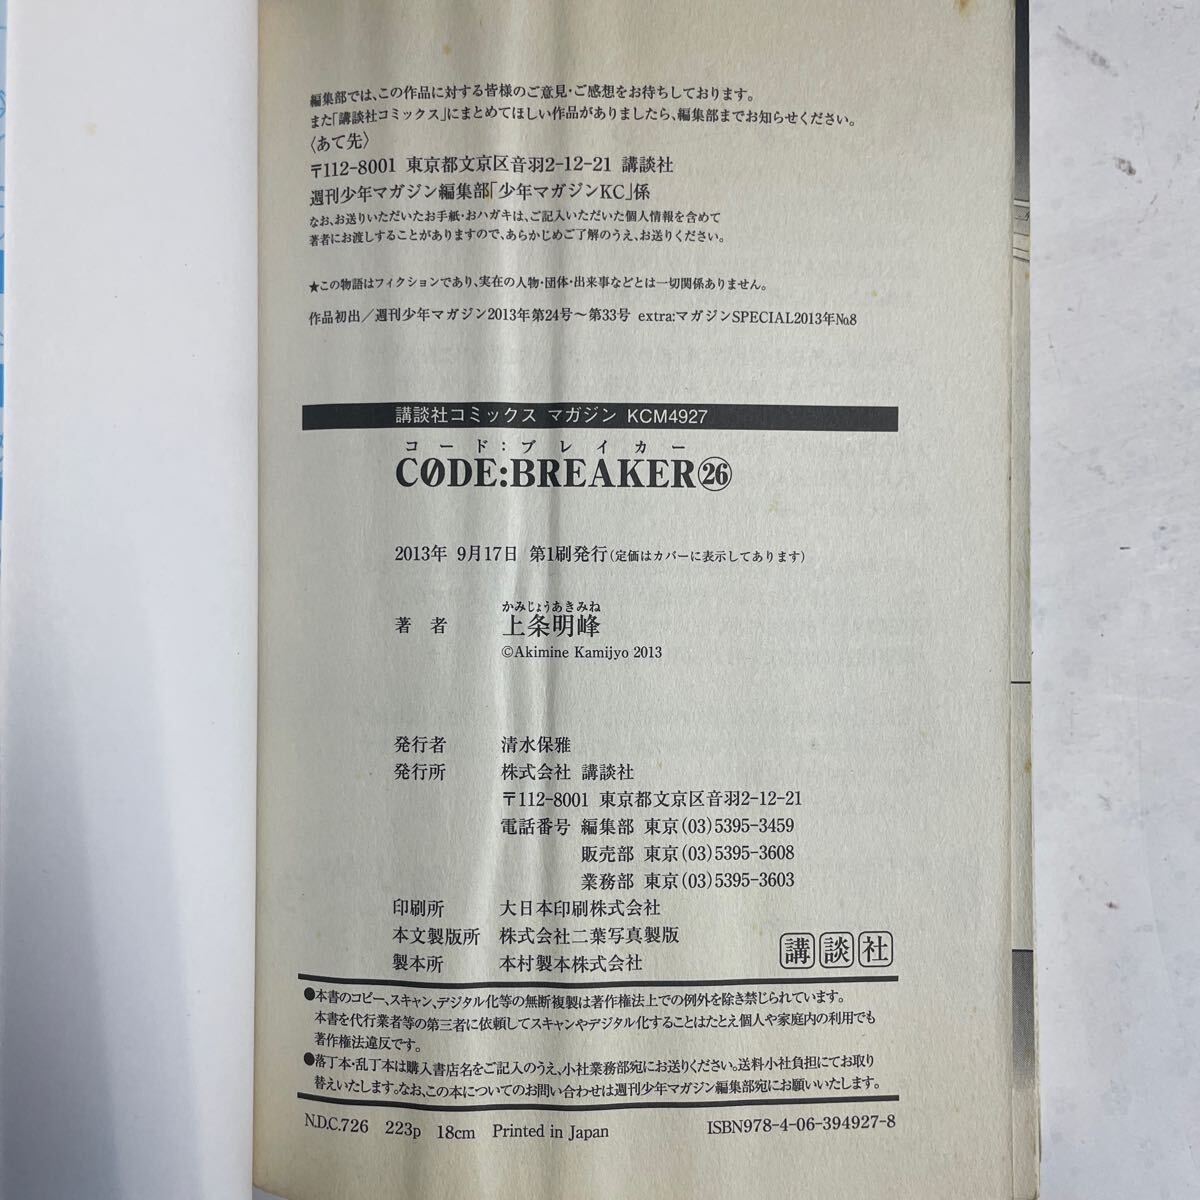 編集部では、この作品に対する皆様のご意見・ご感想をお待ちしております。
また「講談社コミックス」にまとめてほしい作品がありましたら、編集部までお知らせください。
〈あて先〉
〒112-8001 東京都文京区音羽2-12-21 講談社
週刊少年マガジン編集部「少年マガジンKC」係
なお、お送りいただいたお手紙・おハガキは、ご記入いただいた個人情報を含めて
著者にお渡しすることがありますので、あらかじめご了解のうえ、お送りください。
★この物語はフィクションであり、実在の人物・団体・出来事などとは一切関係ありません。
作品初出／週刊少年マガジン2013年第24号～第33号 extra:マガジンSPECIAL2013年№8
講談社コミックス マガジン KCM4927
コード：ブレイカー
CØDE:BREAKER㉖
2013年 9月17日 第1刷発行(定価はカバーに表示してあります)
かみじょうあきみね
著 者 上条明峰
©Akimine Kamijyo 2013
発行者 清水保雅
発行所 株式会社 講談社
〒112-8001 東京都文京区音羽2-12-21
電話番号 編集部 東京(03)5395-3459
販売部 東京(03)5395-3608
業務部 東京(03)5395-3603
印刷所 大日本印刷株式会社
本文製版所 株式会社二葉写真製版
製本所 本村製本株式会社
講談社
●本書のコピー、スキャン、デジタル化等の無断複製は著作権法上での例外を除き禁じられています。
本書を代行業者等の第三者に依頼してスキャンやデジタル化することはたとえ個人や家庭内の利用でも
著作権法違反です。
●落丁本・乱丁本は購入書店名をご記入のうえ、小社業務部宛にお送りください。送料小社負担にてお取り
替えいたします。なお、この本についてのお問い合わせは週刊少年マガジン編集部宛にお願いいたします。
N.D.C.726 223p 18cm Printed in Japan ISBN978-4-06-394927-8